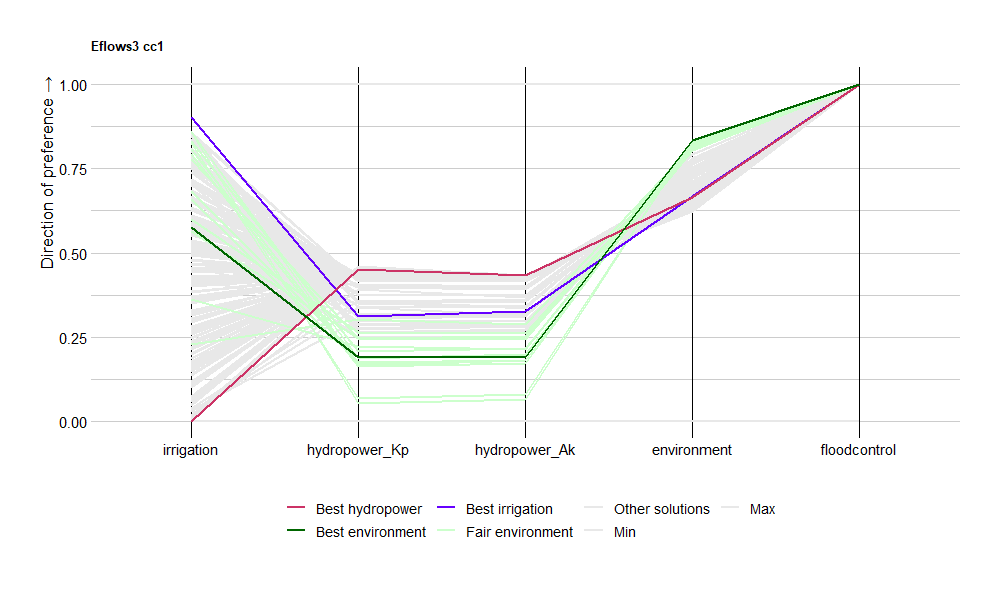 Eflows3 cc1
Direction of preference →
1.00
0.75
0.50
0.25
0.00
irrigation hydropower_Kp hydropower_Ak environment floodcontrol
Best hydropower Best irrigation Other solutions Max
Best environment Fair environment Min